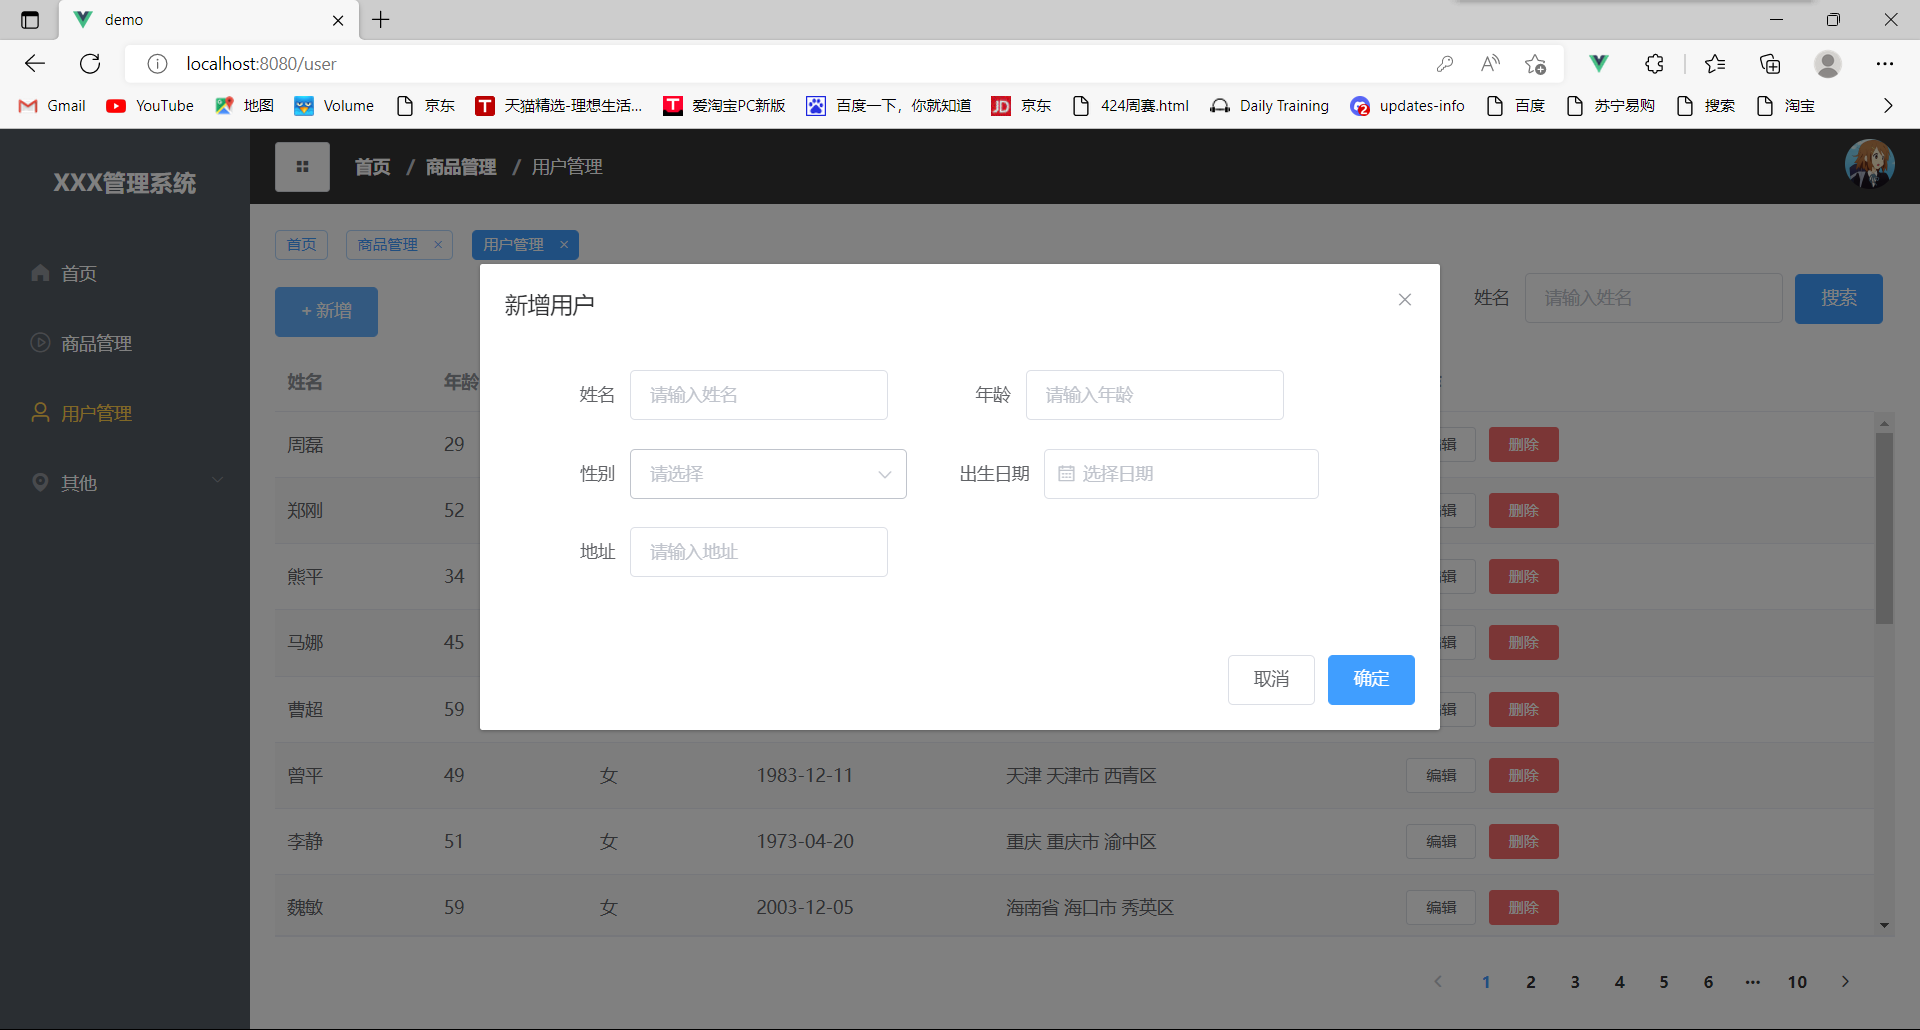 demo
localhost:8080/user
Gmail YouTube 地图 Volume 京东 天猫精选-理想生活... 爱淘宝PC新版 百度一下，你就知道 京东 424周赛.html Daily Training updates-info 百度 苏宁易购 搜索 淘宝
XXX管理系统
首页 / 商品管理 / 用户管理
首页
商品管理
用户管理
其他
首页 商品管理 用户管理
+ 新增
姓名 请输入姓名 搜索
新增用户
姓名 请输入姓名 年龄 请输入年龄
性别 请选择 出生日期 选择日期
地址 请输入地址
取消 确定
姓名 年龄
周磊 29 辑 删除
郑刚 52 辑 删除
熊平 34 辑 删除
马娜 45 辑 删除
曹超 59 辑 删除
曾平 49 女 1983-12-11 天津 天津市 西青区 编辑 删除
李静 51 女 1973-04-20 重庆 重庆市 渝中区 编辑 删除
魏敏 59 女 2003-12-05 海南省 海口市 秀英区 编辑 删除
1 2 3 4 5 6 ... 10